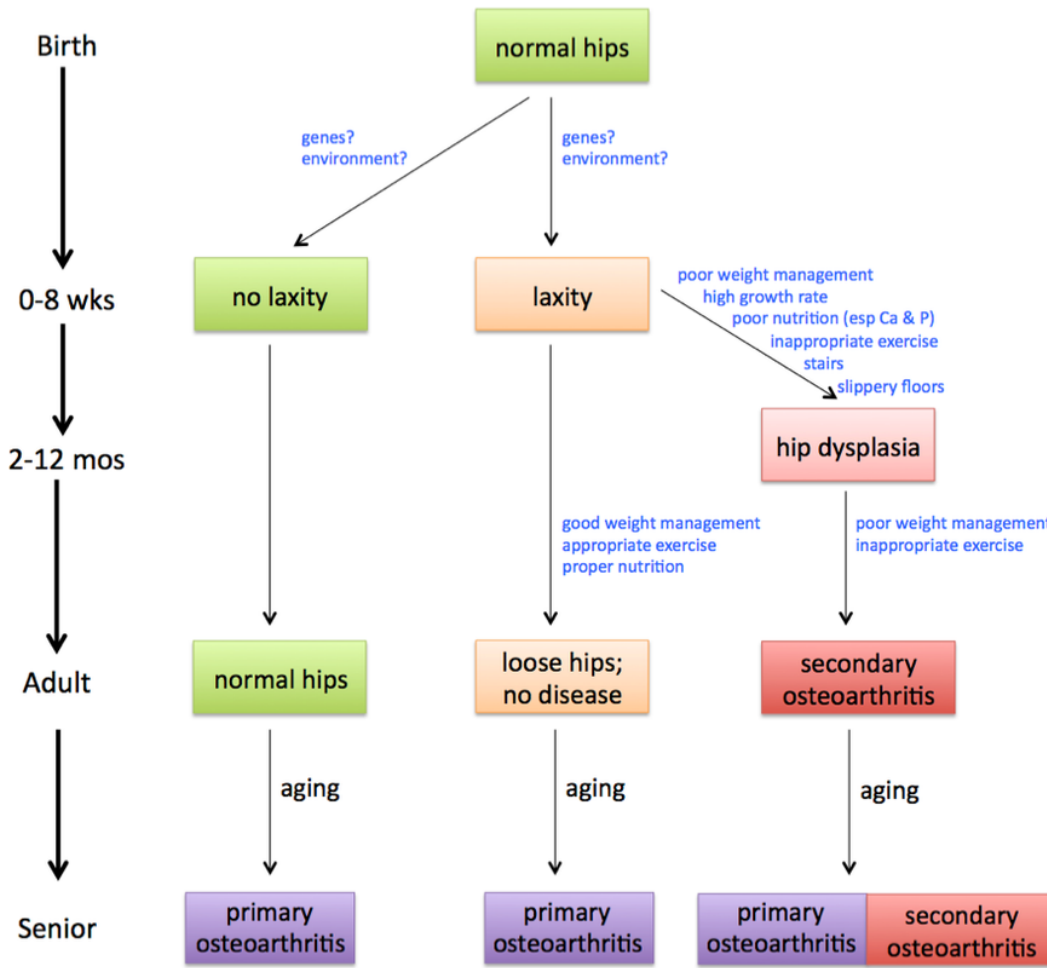 Birth
normal hips
genes?
environment?
genes?
environment?
0-8 wks
no laxity
laxity
poor weight management
high growth rate
poor nutrition (esp Ca & P)
inappropriate exercise
stairs
slippery floors
2-12 mos
hip dysplasia
good weight management
appropriate exercise
proper nutrition
poor weight management
inappropriate exercise
Adult
normal hips
loose hips;
no disease
secondary
osteoarthritis
aging
aging
aging
Senior
primary
osteoarthritis
primary
osteoarthritis
primary
osteoarthritis
secondary
osteoarthritis